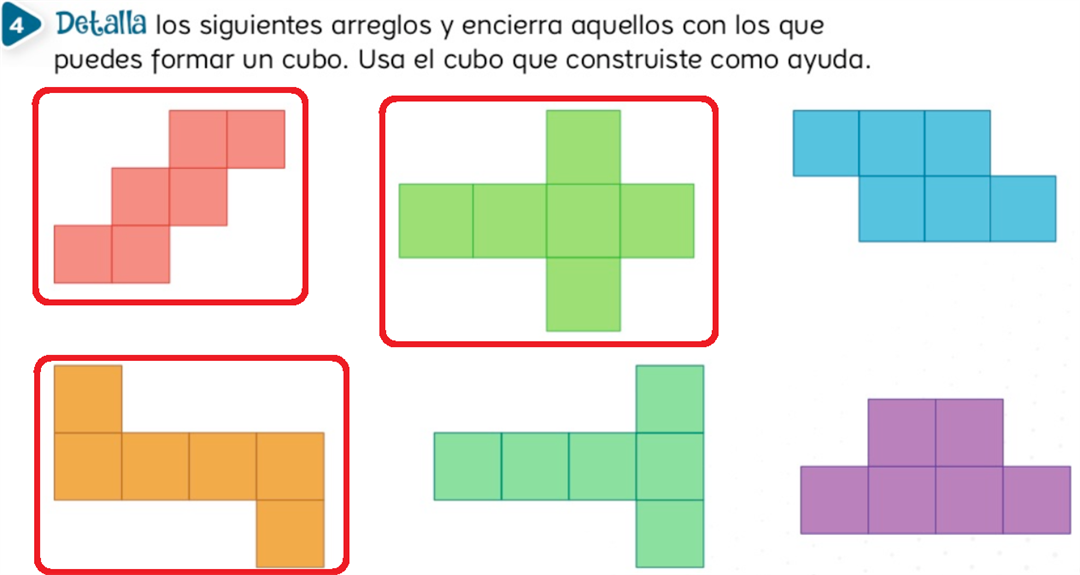 4 Detalla los siguientes arreglos y encierra aquellos con los que
puedes formar un cubo. Usa el cubo que construiste como ayuda.